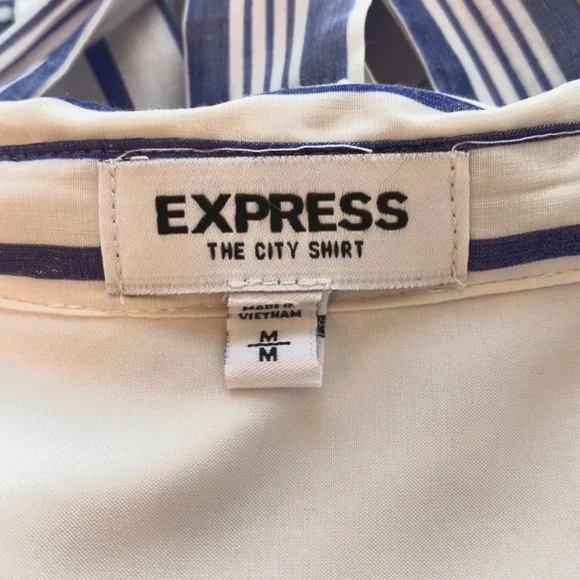 EXPRESS
THE CITY SHIRT
MADE IN
VIETNAM
M
M